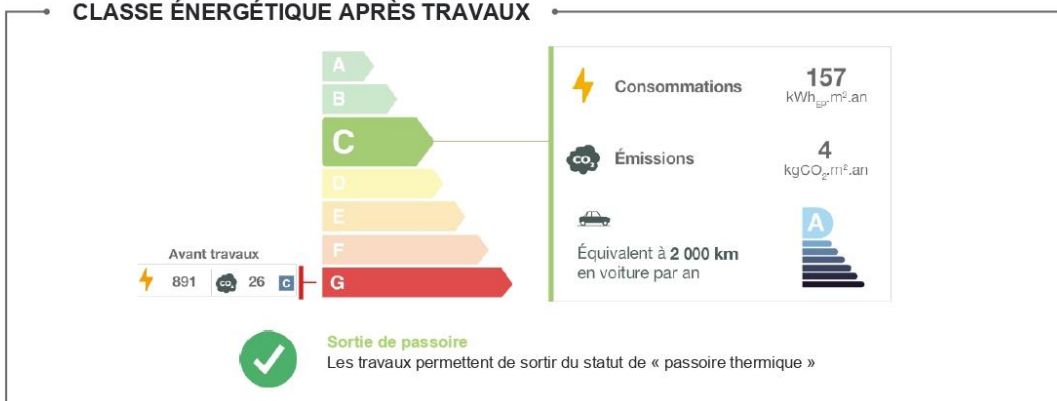 CLASSE ÉNERGÉTIQUE APRÈS TRAVAUX
A
B
C
D
E
F
G
Avant travaux
891 CO₂ 26 C
Consommations 157
kWhEP.m².an
CO₂ Émissions 4
kgCO₂.m².an
A
Équivalent à 2 000 km
en voiture par an
Sortie de passoire
Les travaux permettent de sortir du statut de « passoire thermique »